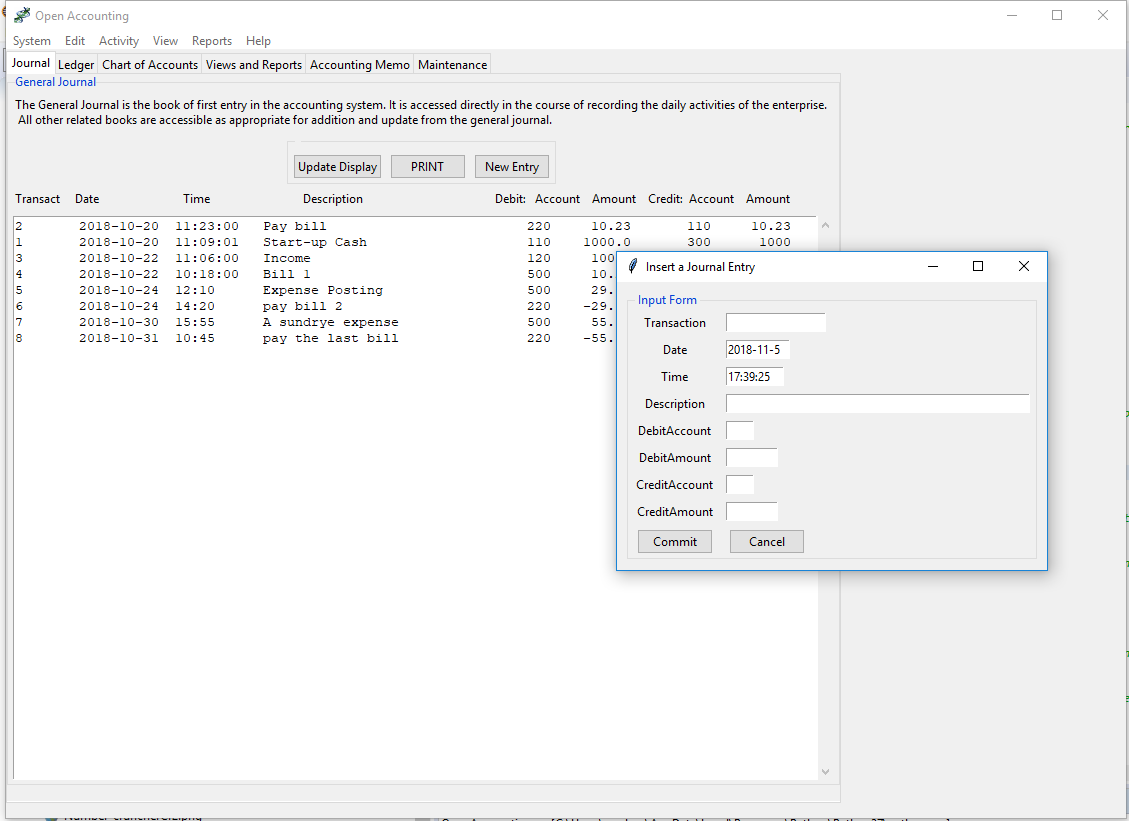 Open Accounting
System Edit Activity View Reports Help
Journal Ledger Chart of Accounts Views and Reports Accounting Memo Maintenance
General Journal
The General Journal is the book of first entry in the accounting system. It is accessed directly in the course of recording the daily activities of the enterprise.
All other related books are accessible as appropriate for addition and update from the general journal.
Update Display PRINT New Entry
Transact Date Time Description Debit: Account Amount Credit: Account Amount
2 2018-10-20 11:23:00 Pay bill 220 10.23 110 10.23
1 2018-10-20 11:09:01 Start-up Cash 110 1000.0 300 1000
3 2018-10-22 11:06:00 Income 120 100
4 2018-10-22 10:18:00 Bill 1 500 10.
5 2018-10-24 12:10 Expense Posting 500 29.
6 2018-10-24 14:20 pay bill 2 220 -29.
7 2018-10-30 15:55 A sundrye expense 500 55.
8 2018-10-31 10:45 pay the last bill 220 -55.
Insert a Journal Entry
Input Form
Transaction
Date 2018-11-5
Time 17:39:25
Description
DebitAccount
DebitAmount
CreditAccount
CreditAmount
Commit Cancel